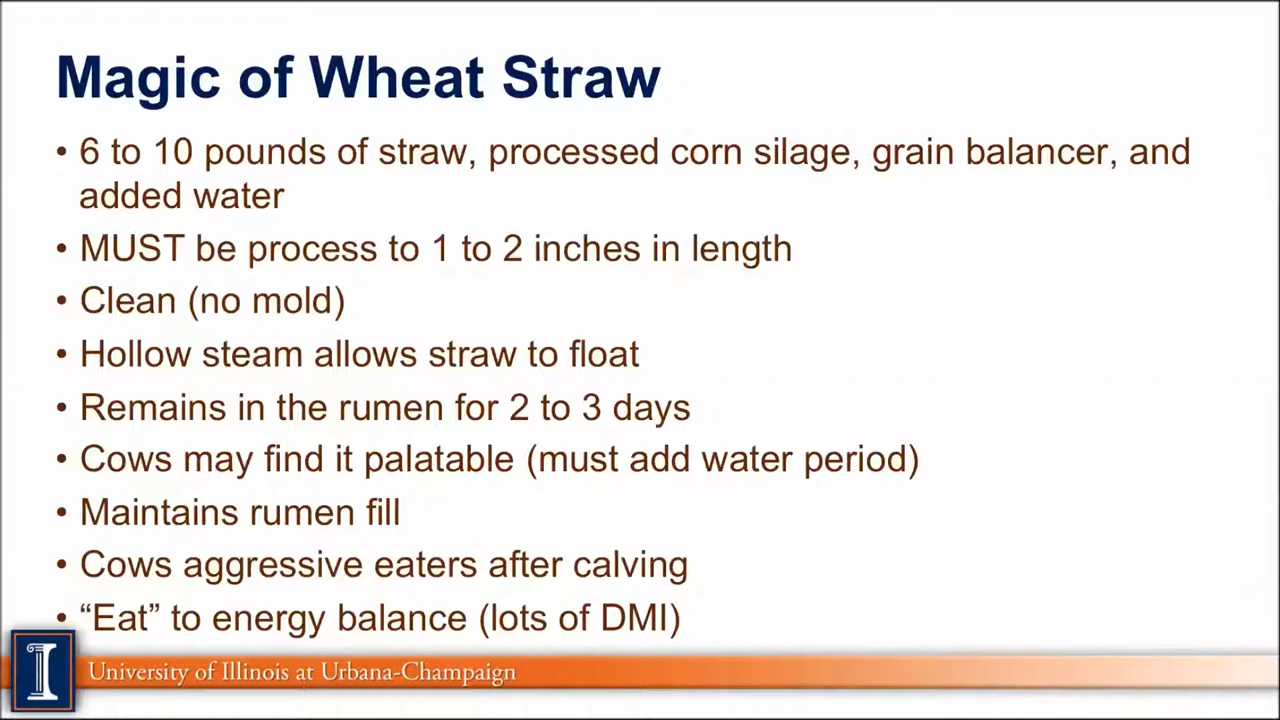 Magic of Wheat Straw
• 6 to 10 pounds of straw, processed corn silage, grain balancer, and
added water
• MUST be process to 1 to 2 inches in length
• Clean (no mold)
• Hollow steam allows straw to float
• Remains in the rumen for 2 to 3 days
• Cows may find it palatable (must add water period)
• Maintains rumen fill
• Cows aggressive eaters after calving
• “Eat” to energy balance (lots of DMI)
I
University of Illinois at Urbana-Champaign